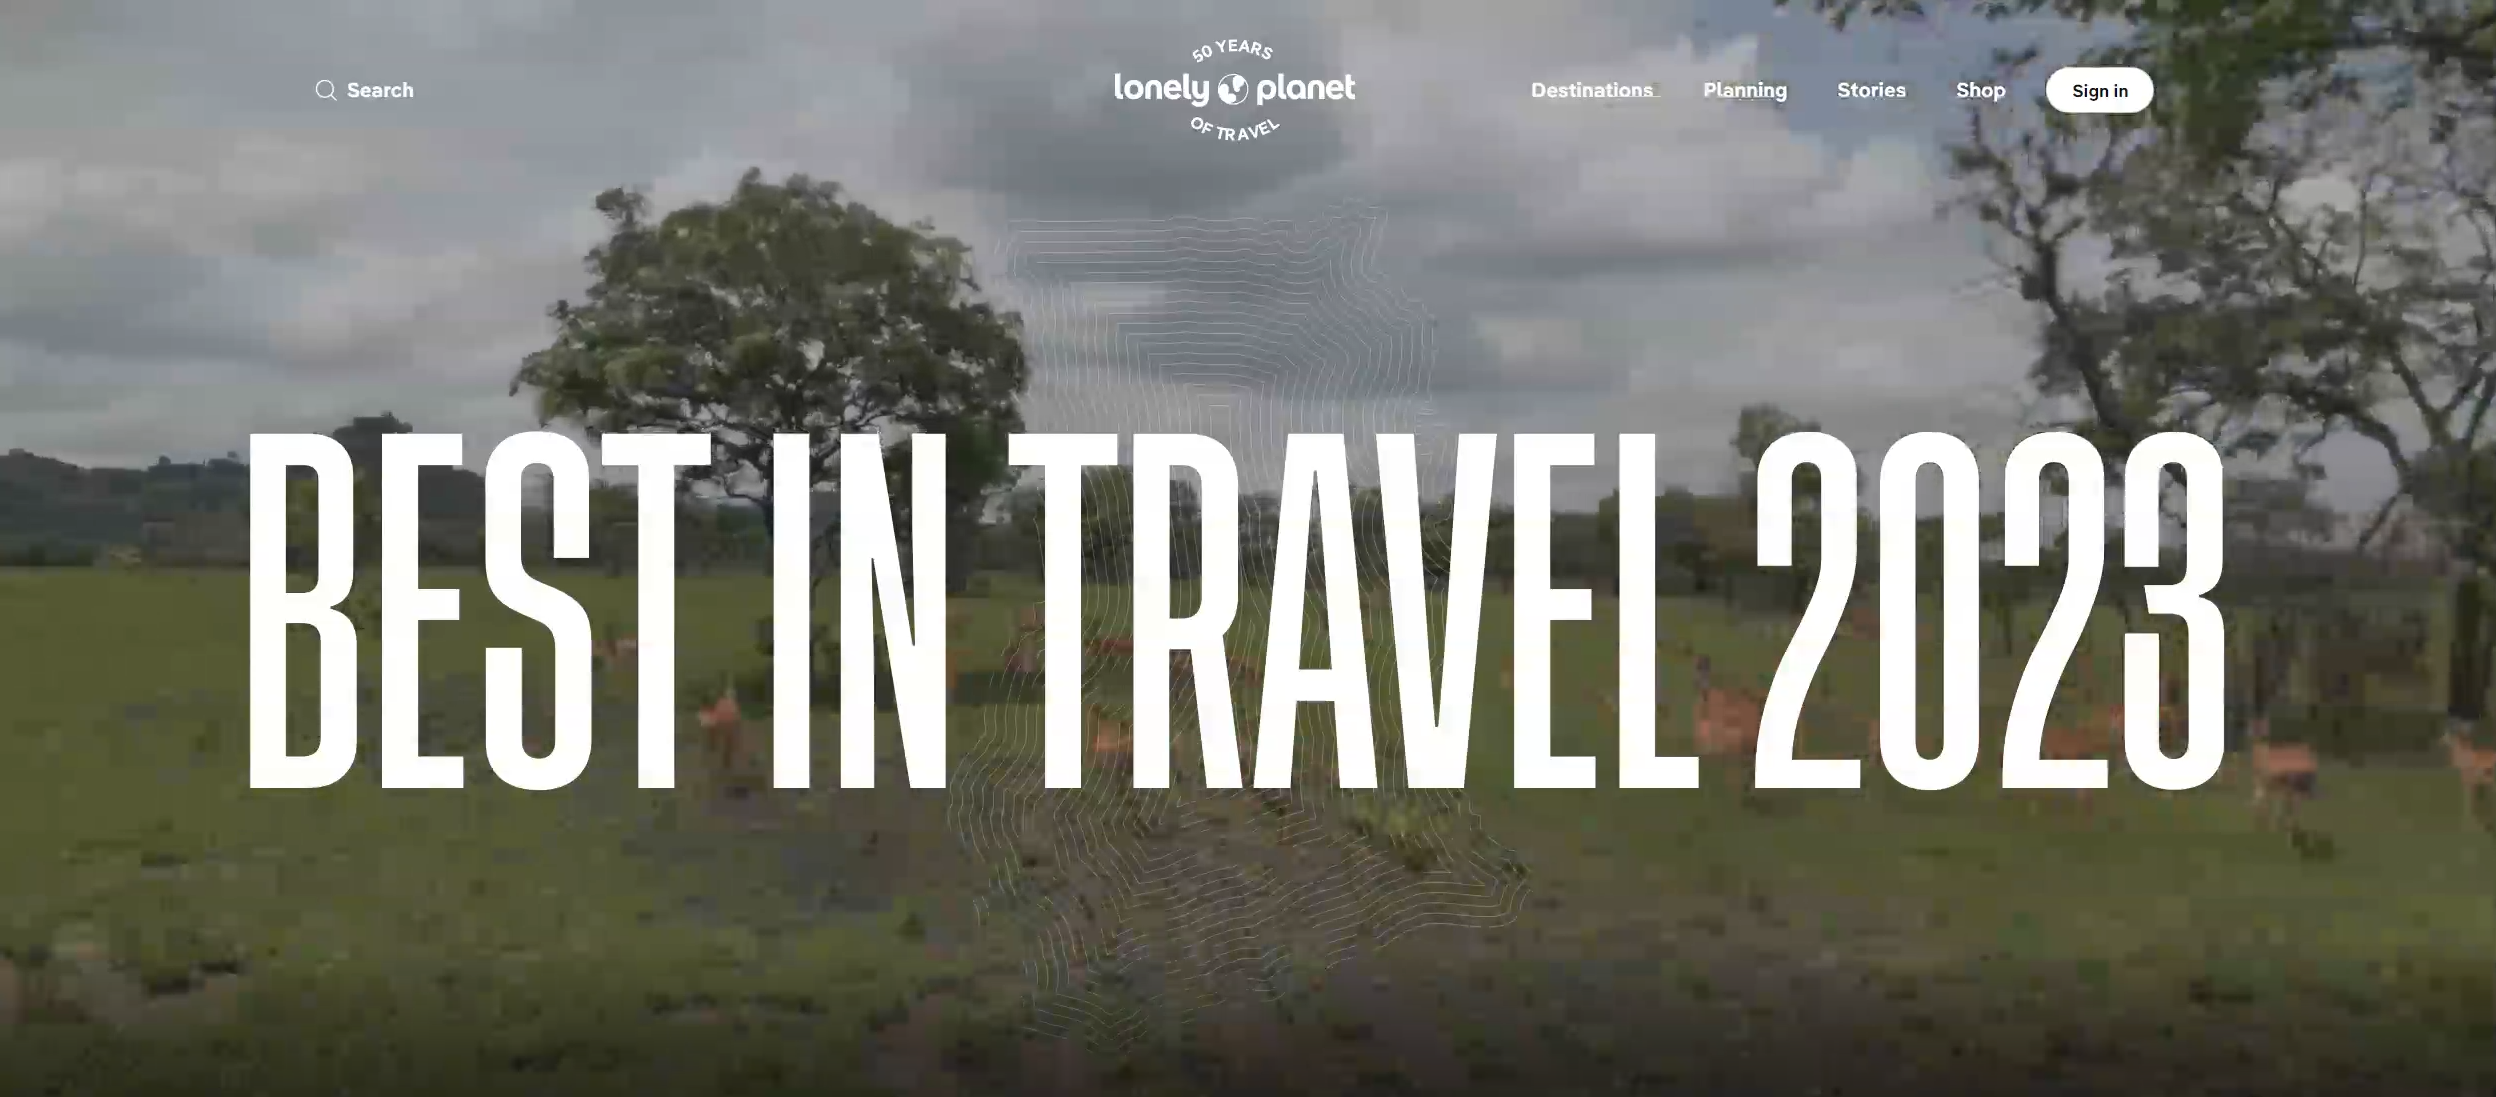 Search
50 YEARS
lonely planet
OF TRAVEL
Destinations
Planning
Stories
Shop
Sign in
BEST IN TRAVEL 2023